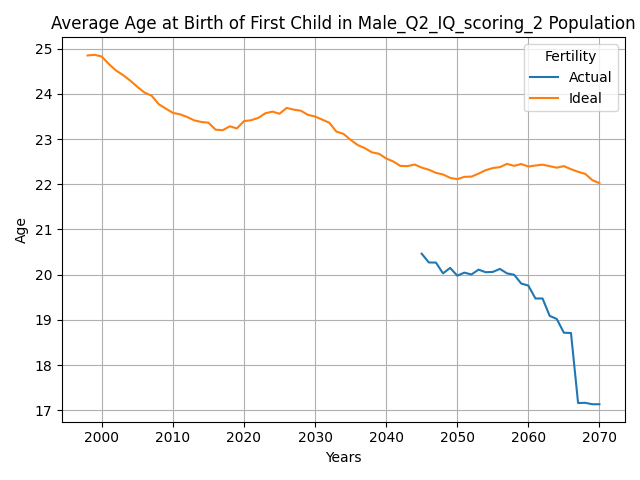 Average Age at Birth of First Child in Male_Q2_IQ_scoring_2 Population
Fertility
Actual
Ideal
Age
25
24
23
22
21
20
19
18
17
2000 2010 2020 2030 2040 2050 2060 2070
Years